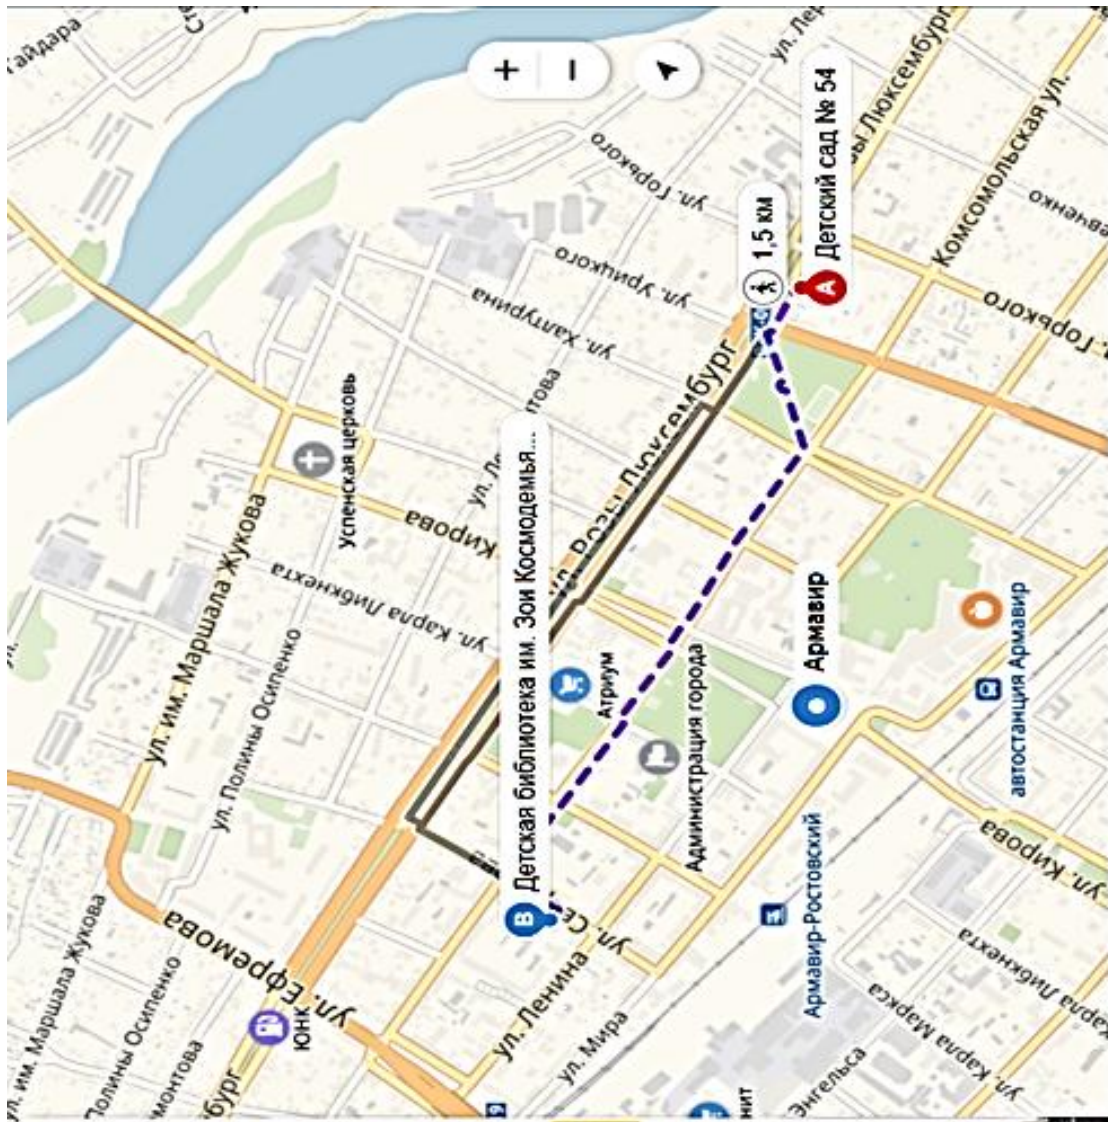 Гайдара
ул. им. Маршала Жукова
ул. Полины Осипенко
Успенская церковь
ул. Карла Либкнехта
Кирова
ул. Халтурина
ул. Урицкого
ул. Горького
ул. Розы Люксембург
1,5 км
А
Детский сад № 54
Комсомольская ул.
Горького
В
Детская библиотека им. Зои Космодемья...
Атриум
Администрация города
Армавир
автостанция Армавир
Армавир-Ростовский
ул. Кирова
Карла Либкнехта
ул. Карла Маркса
Энгельса
ул. Мира
ул. Ленина
ул. Ефремова
ЮНК
ул. им. Маршала Жукова
Полины Осипенко